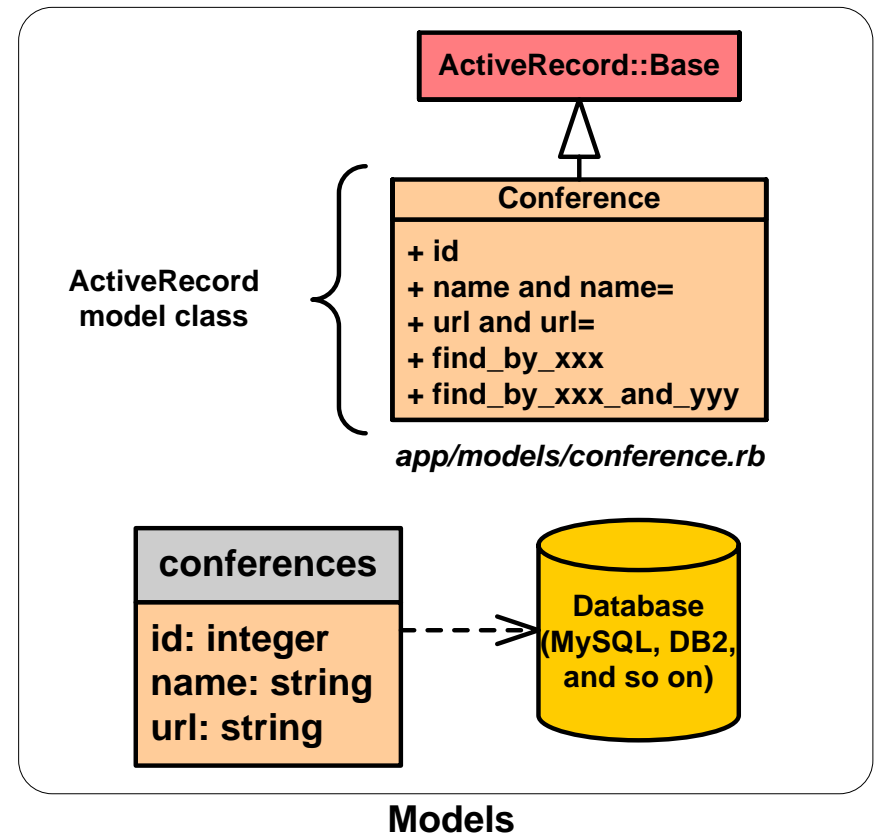 ActiveRecord::Base
Conference
+ id
+ name and name=
+ url and url=
+ find_by_xxx
+ find_by_xxx_and_yyy
ActiveRecord
model class
app/models/conference.rb
conferences
id: integer
name: string
url: string
Database
(MySQL, DB2,
and so on)
Models